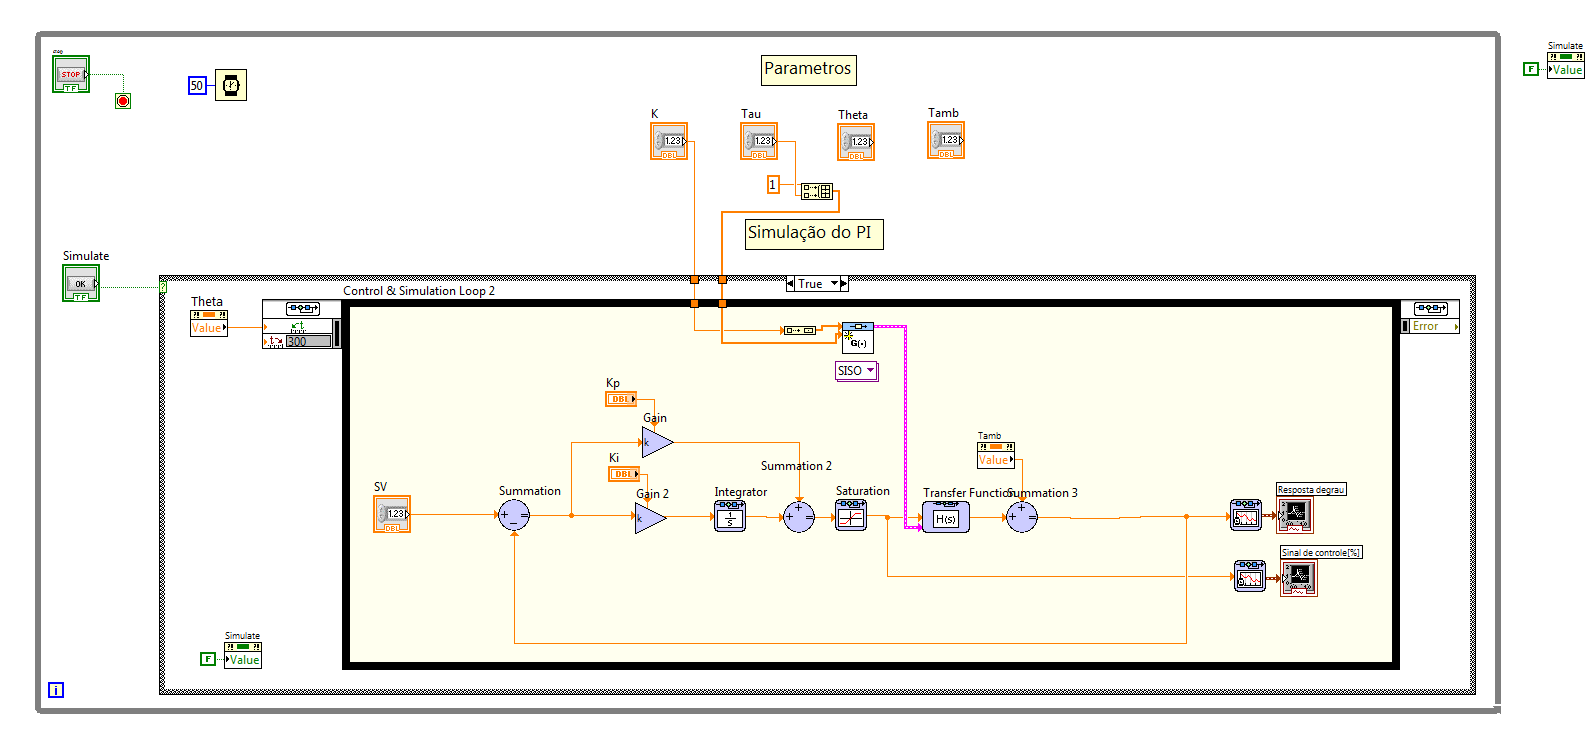 stop
STOP
TF
50
Parametros
Simulate
F
Value
K
1.23
DBL
Tau
1.23
DBL
Theta
1.23
DBL
Tamb
1.23
DBL
1
Simulação do PI
Simulate
OK
TF
?
True
Control & Simulation Loop 2
Theta
Value
300
Error
G(·)
SISO
Kp
DBL
Gain
k
Ki
DBL
Gain 2
k
SV
1.23
DBL
Summation
Integrator
1
s
Summation 2
Saturation
Transfer Function
H(s)
Tamb
Value
Summation 3
Resposta degrau
Sinal de controle[%]
Simulate
F
Value
i